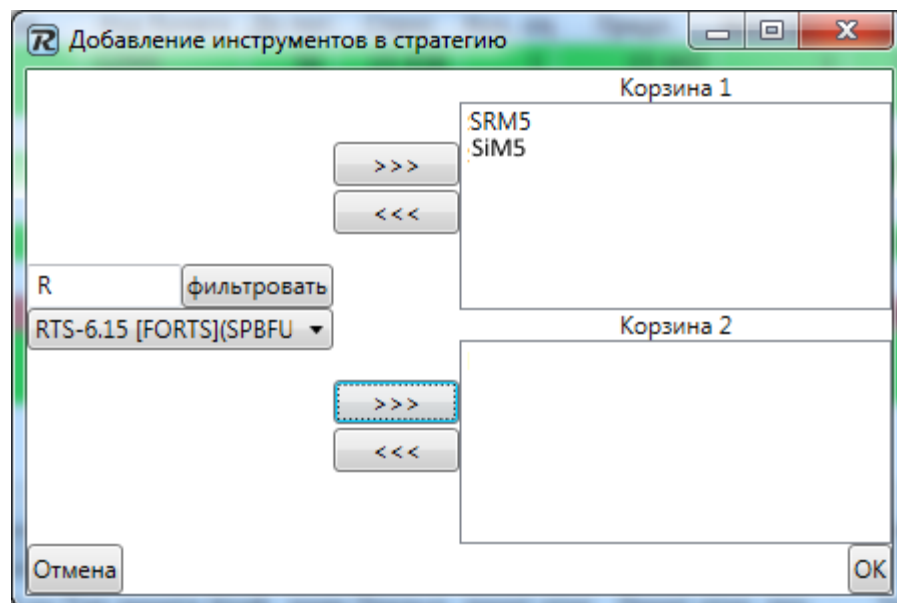 Добавление инструментов в стратегию
Корзина 1
SRM5
SiM5
>>>
<<<
R
фильтровать
RTS-6.15 [FORTS](SPBFU
Корзина 2
>>>
<<<
Отмена
OK